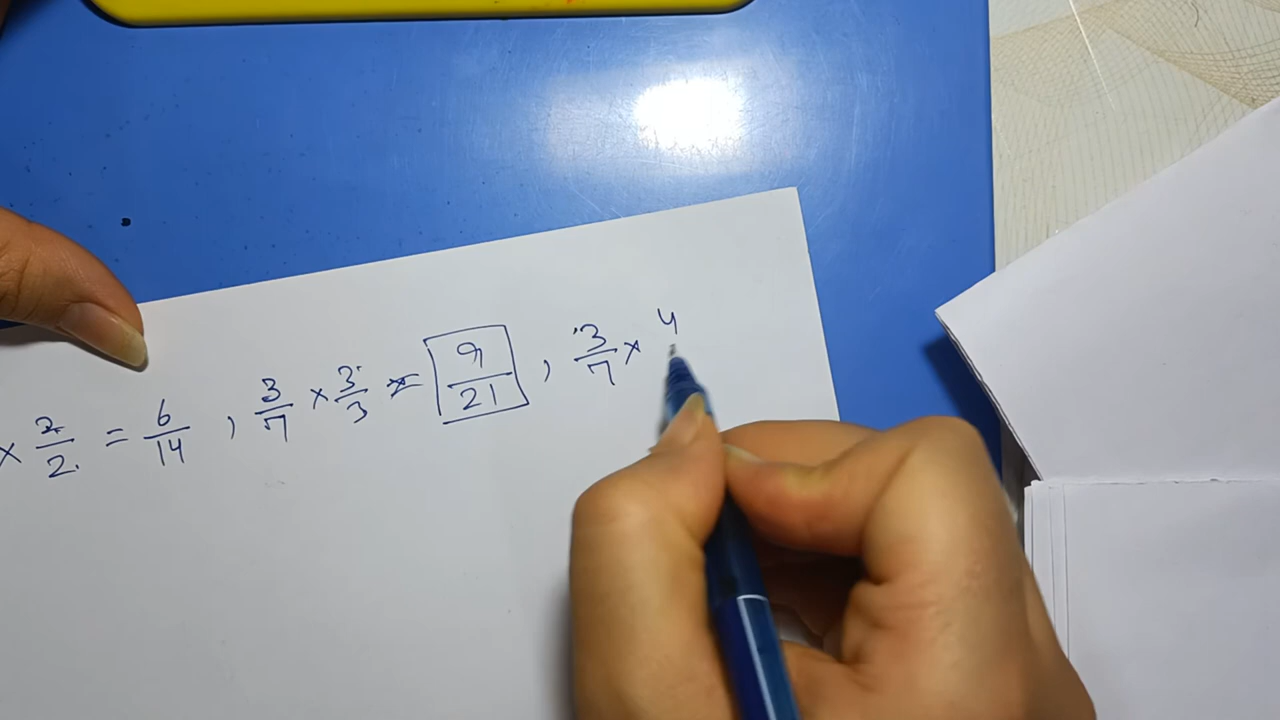 × 2/2 = 6/14 , 3/7 × 3/3 = 9/21 , 3/7 × 4